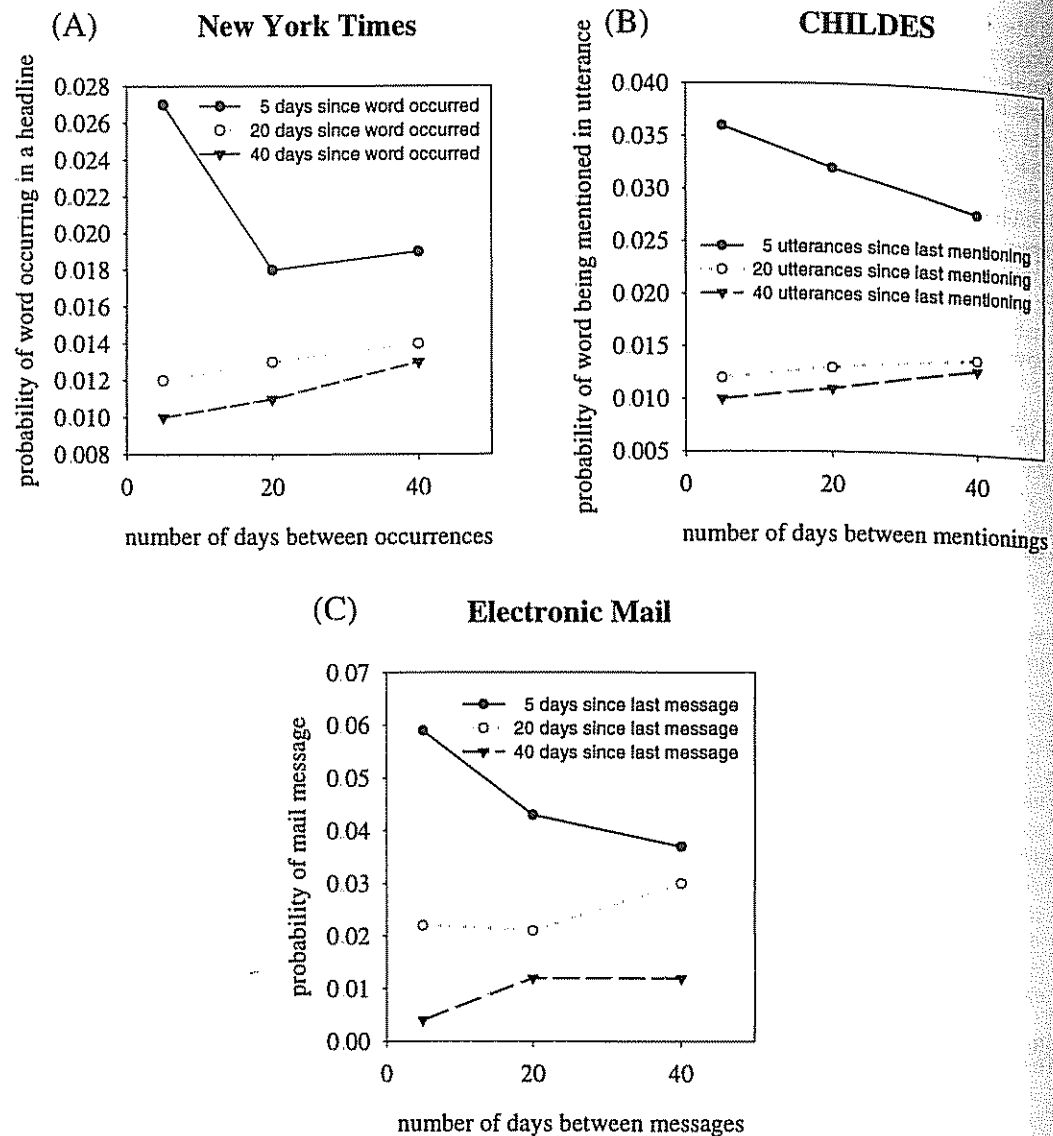 (A) New York Times
probability of word occurring in a headline
0.028
0.026
0.024
0.022
0.020
0.018
0.016
0.014
0.012
0.010
0.008
5 days since word occurred
20 days since word occurred
40 days since word occurred
0 20 40
number of days between occurrences
(B) CHILDES
probability of word being mentioned in utterance
0.040
0.035
0.030
0.025
0.020
0.015
0.010
0.005
5 utterances since last mentioning
20 utterances since last mentioning
40 utterances since last mentioning
0 20 40
number of days between mentionings
(C) Electronic Mail
probability of mail message
0.07
0.06
0.05
0.04
0.03
0.02
0.01
0.00
5 days since last message
20 days since last message
40 days since last message
0 20 40
number of days between messages